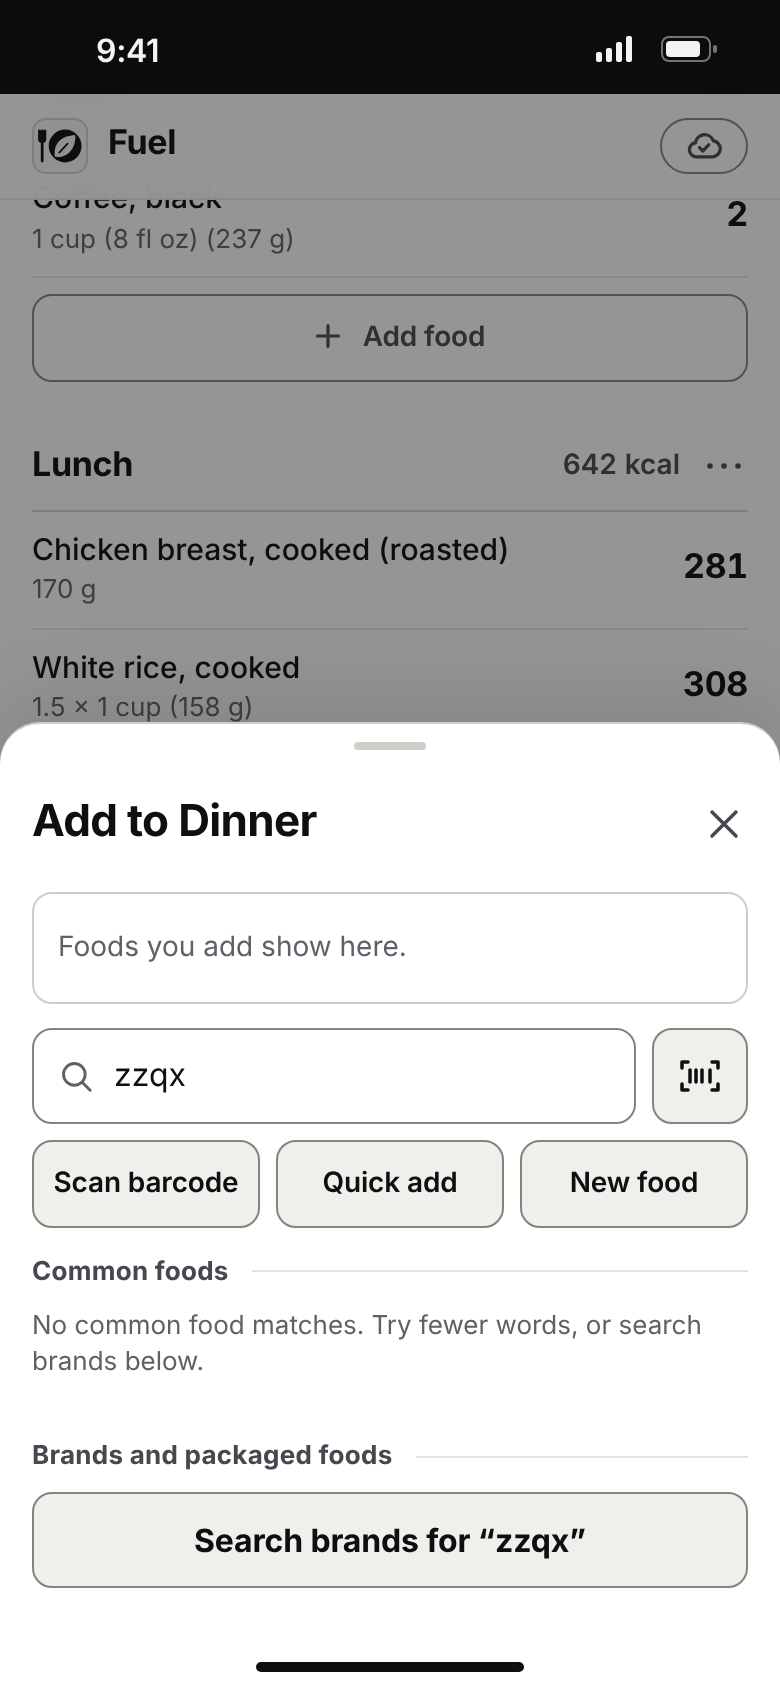 9:41
Fuel
Coffee, black
2
1 cup (8 fl oz) (237 g)
Add food
Lunch
642 kcal
Chicken breast, cooked (roasted)
281
170 g
White rice, cooked
308
1.5 × 1 cup (158 g)
Add to Dinner
Foods you add show here.
zzqx
Scan barcode
Quick add
New food
Common foods
No common food matches. Try fewer words, or search
brands below.
Brands and packaged foods
Search brands for “zzqx”